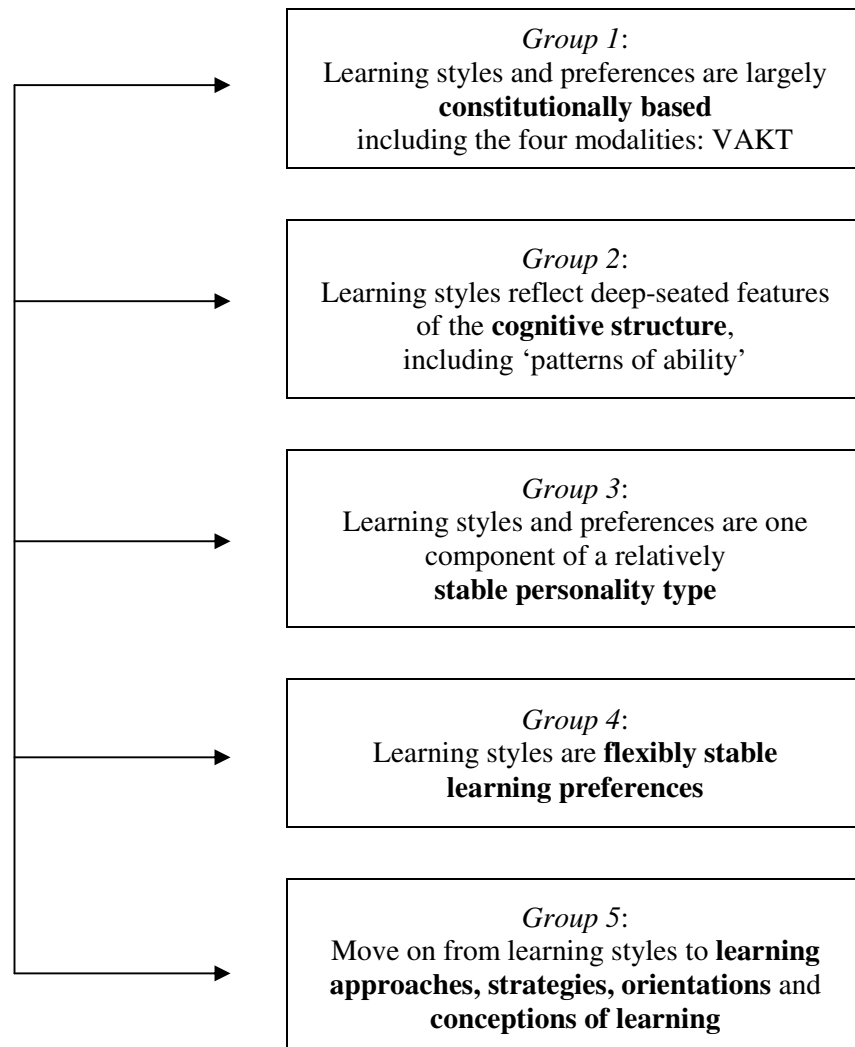 Group 1:
Learning styles and preferences are largely
constitutionally based
including the four modalities: VAKT
Group 2:
Learning styles reflect deep-seated features
of the cognitive structure,
including ‘patterns of ability’
Group 3:
Learning styles and preferences are one
component of a relatively
stable personality type
Group 4:
Learning styles are flexibly stable
learning preferences
Group 5:
Move on from learning styles to learning
approaches, strategies, orientations and
conceptions of learning